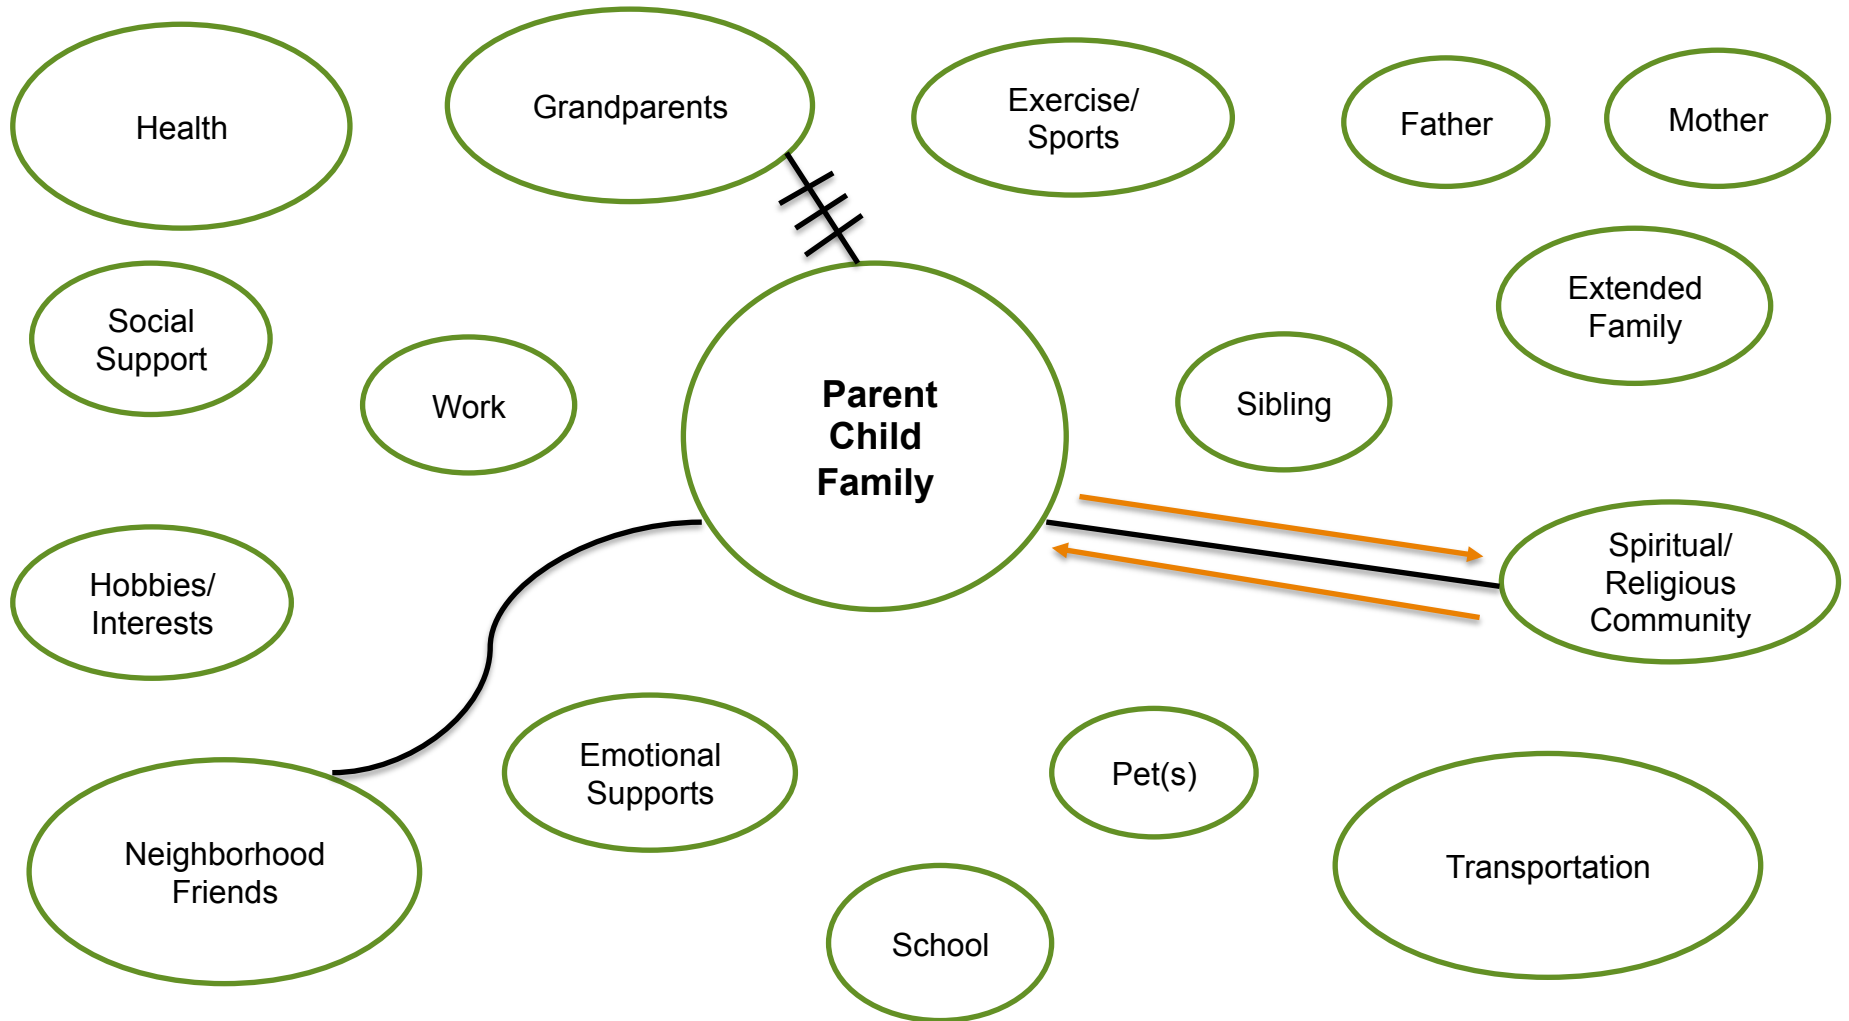 Health
Grandparents
Exercise/
Sports
Father
Mother
Social
Support
Work
Parent
Child
Family
Sibling
Extended
Family
Hobbies/
Interests
Spiritual/
Religious
Community
Neighborhood
Friends
Emotional
Supports
Pet(s)
School
Transportation